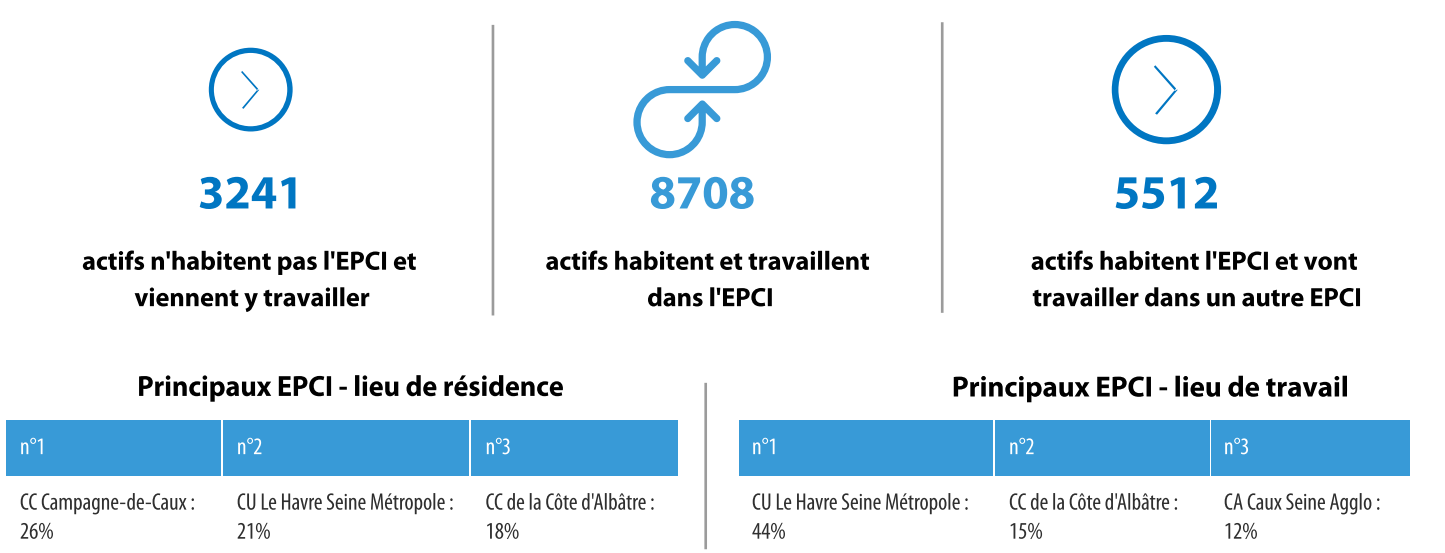 3241
actifs n'habitent pas l'EPCI et
viennent y travailler
8708
actifs habitent et travaillent
dans l'EPCI
5512
actifs habitent l'EPCI et vont
travailler dans un autre EPCI
Principaux EPCI - lieu de résidence
n°1
n°2
n°3
CC Campagne-de-Caux :
26%
CU Le Havre Seine Métropole :
21%
CC de la Côte d'Albâtre :
18%
Principaux EPCI - lieu de travail
n°1
n°2
n°3
CU Le Havre Seine Métropole :
44%
CC de la Côte d'Albâtre :
15%
CA Caux Seine Agglo :
12%